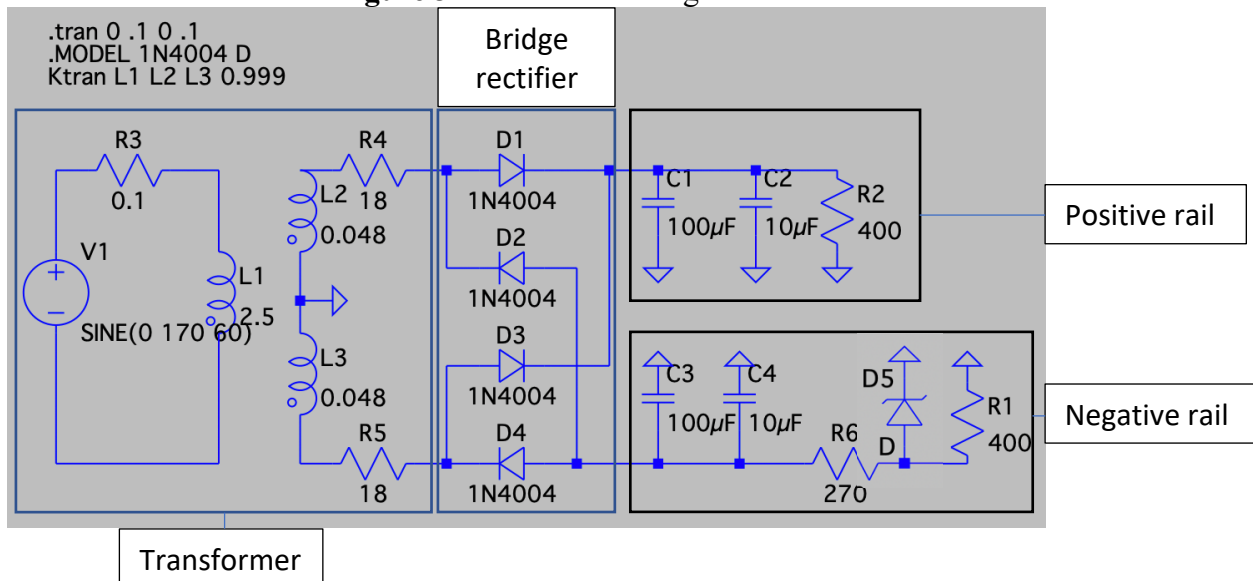 .tran 0 .1 0 .1
.MODEL 1N4004 D
Ktran L1 L2 L3 0.999
Bridge
rectifier
R3
0.1
V1
SINE(0 170 60)
L1
2.5
R4
18
L2
0.048
L3
0.048
R5
18
D1
1N4004
D2
1N4004
D3
1N4004
D4
1N4004
C1
100µF
C2
10µF
R2
400
Positive rail
C3
100µF
C4
10µF
R6
270
D5
D
R1
400
Negative rail
Transformer